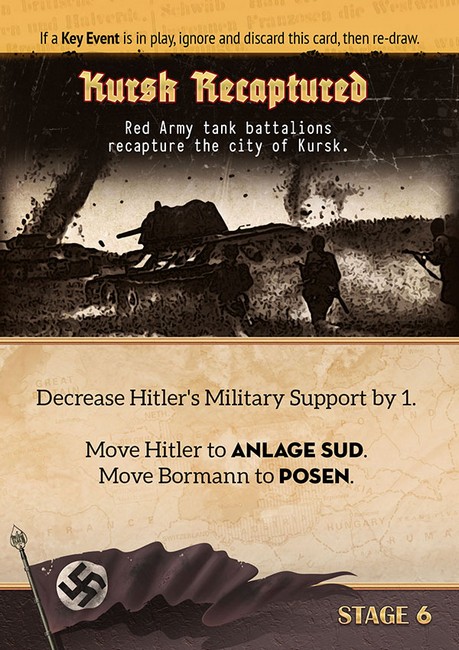 If a Key Event is in play, ignore and discard this card, then re-draw.
Kursk Recaptured
Red Army tank battalions
recapture the city of Kursk.
Decrease Hitler's Military Support by 1.
Move Hitler to ANLAGE SUD.
Move Bormann to POSEN.
STAGE 6